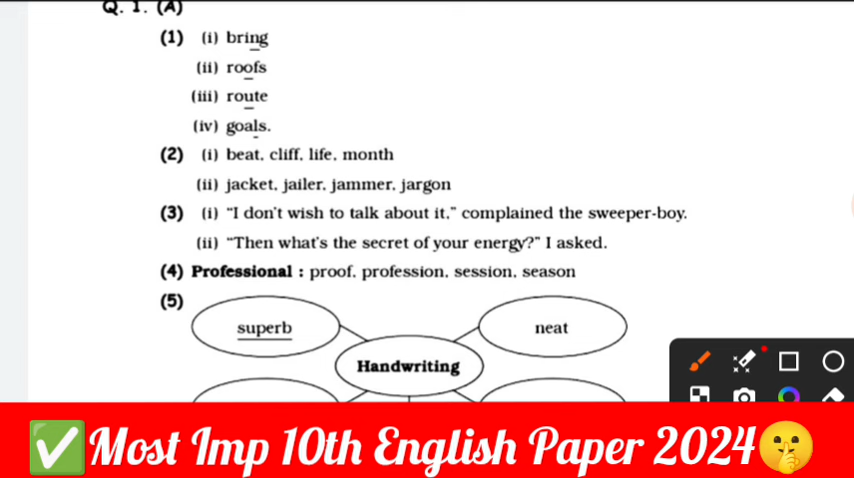 Q. 1. (A)
(1) (i) bring
(ii) roofs
(iii) route
(iv) goals.
(2) (i) beat, cliff, life, month
(ii) jacket, jailer, jammer, jargon
(3) (i) “I don't wish to talk about it,” complained the sweeper-boy.
(ii) “Then what's the secret of your energy?” I asked.
(4) Professional : proof, profession, session, season
(5)
superb
neat
Handwriting
✅Most Imp 10th English Paper 2024🤫